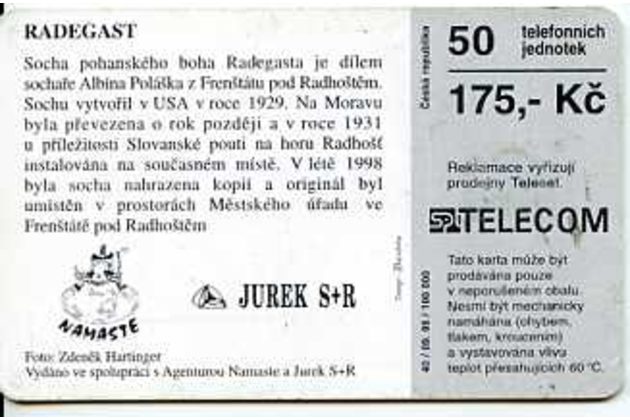 RADEGAST
Socha pohanského boha Radegasta je dílem
sochaře Albína Poláška z Frenštátu pod Radhoštěm.
Sochu vytvořil v USA v roce 1929. Na Moravu
byla převezena o rok později a v roce 1931
u příležitosti Slovanské pouti na horu Radhošť
instalována na současném místě. V létě 1998
byla socha nahrazena kopií a originál byl
umístěn v prostorách Městského úřadu ve
Frenštátě pod Radhoštěm
NAMASTE
JUREK S+R
Foto: Zdeněk Hartinger
Vydáno ve spolupráci s Agenturou Namaste a Jurek S+R
Česká republika
50 telefonních
jednotek
175,- Kč
Reklamace vyřizují
prodejny Teleset.
SPT TELECOM
Tato karta může být
prodávána pouze
v neporušeném obalu.
Nesmí být mechanicky
namáhána (ohybem,
tlakem, kroucením)
a vystavována vlivu
teplot přesahujících 60 °C.